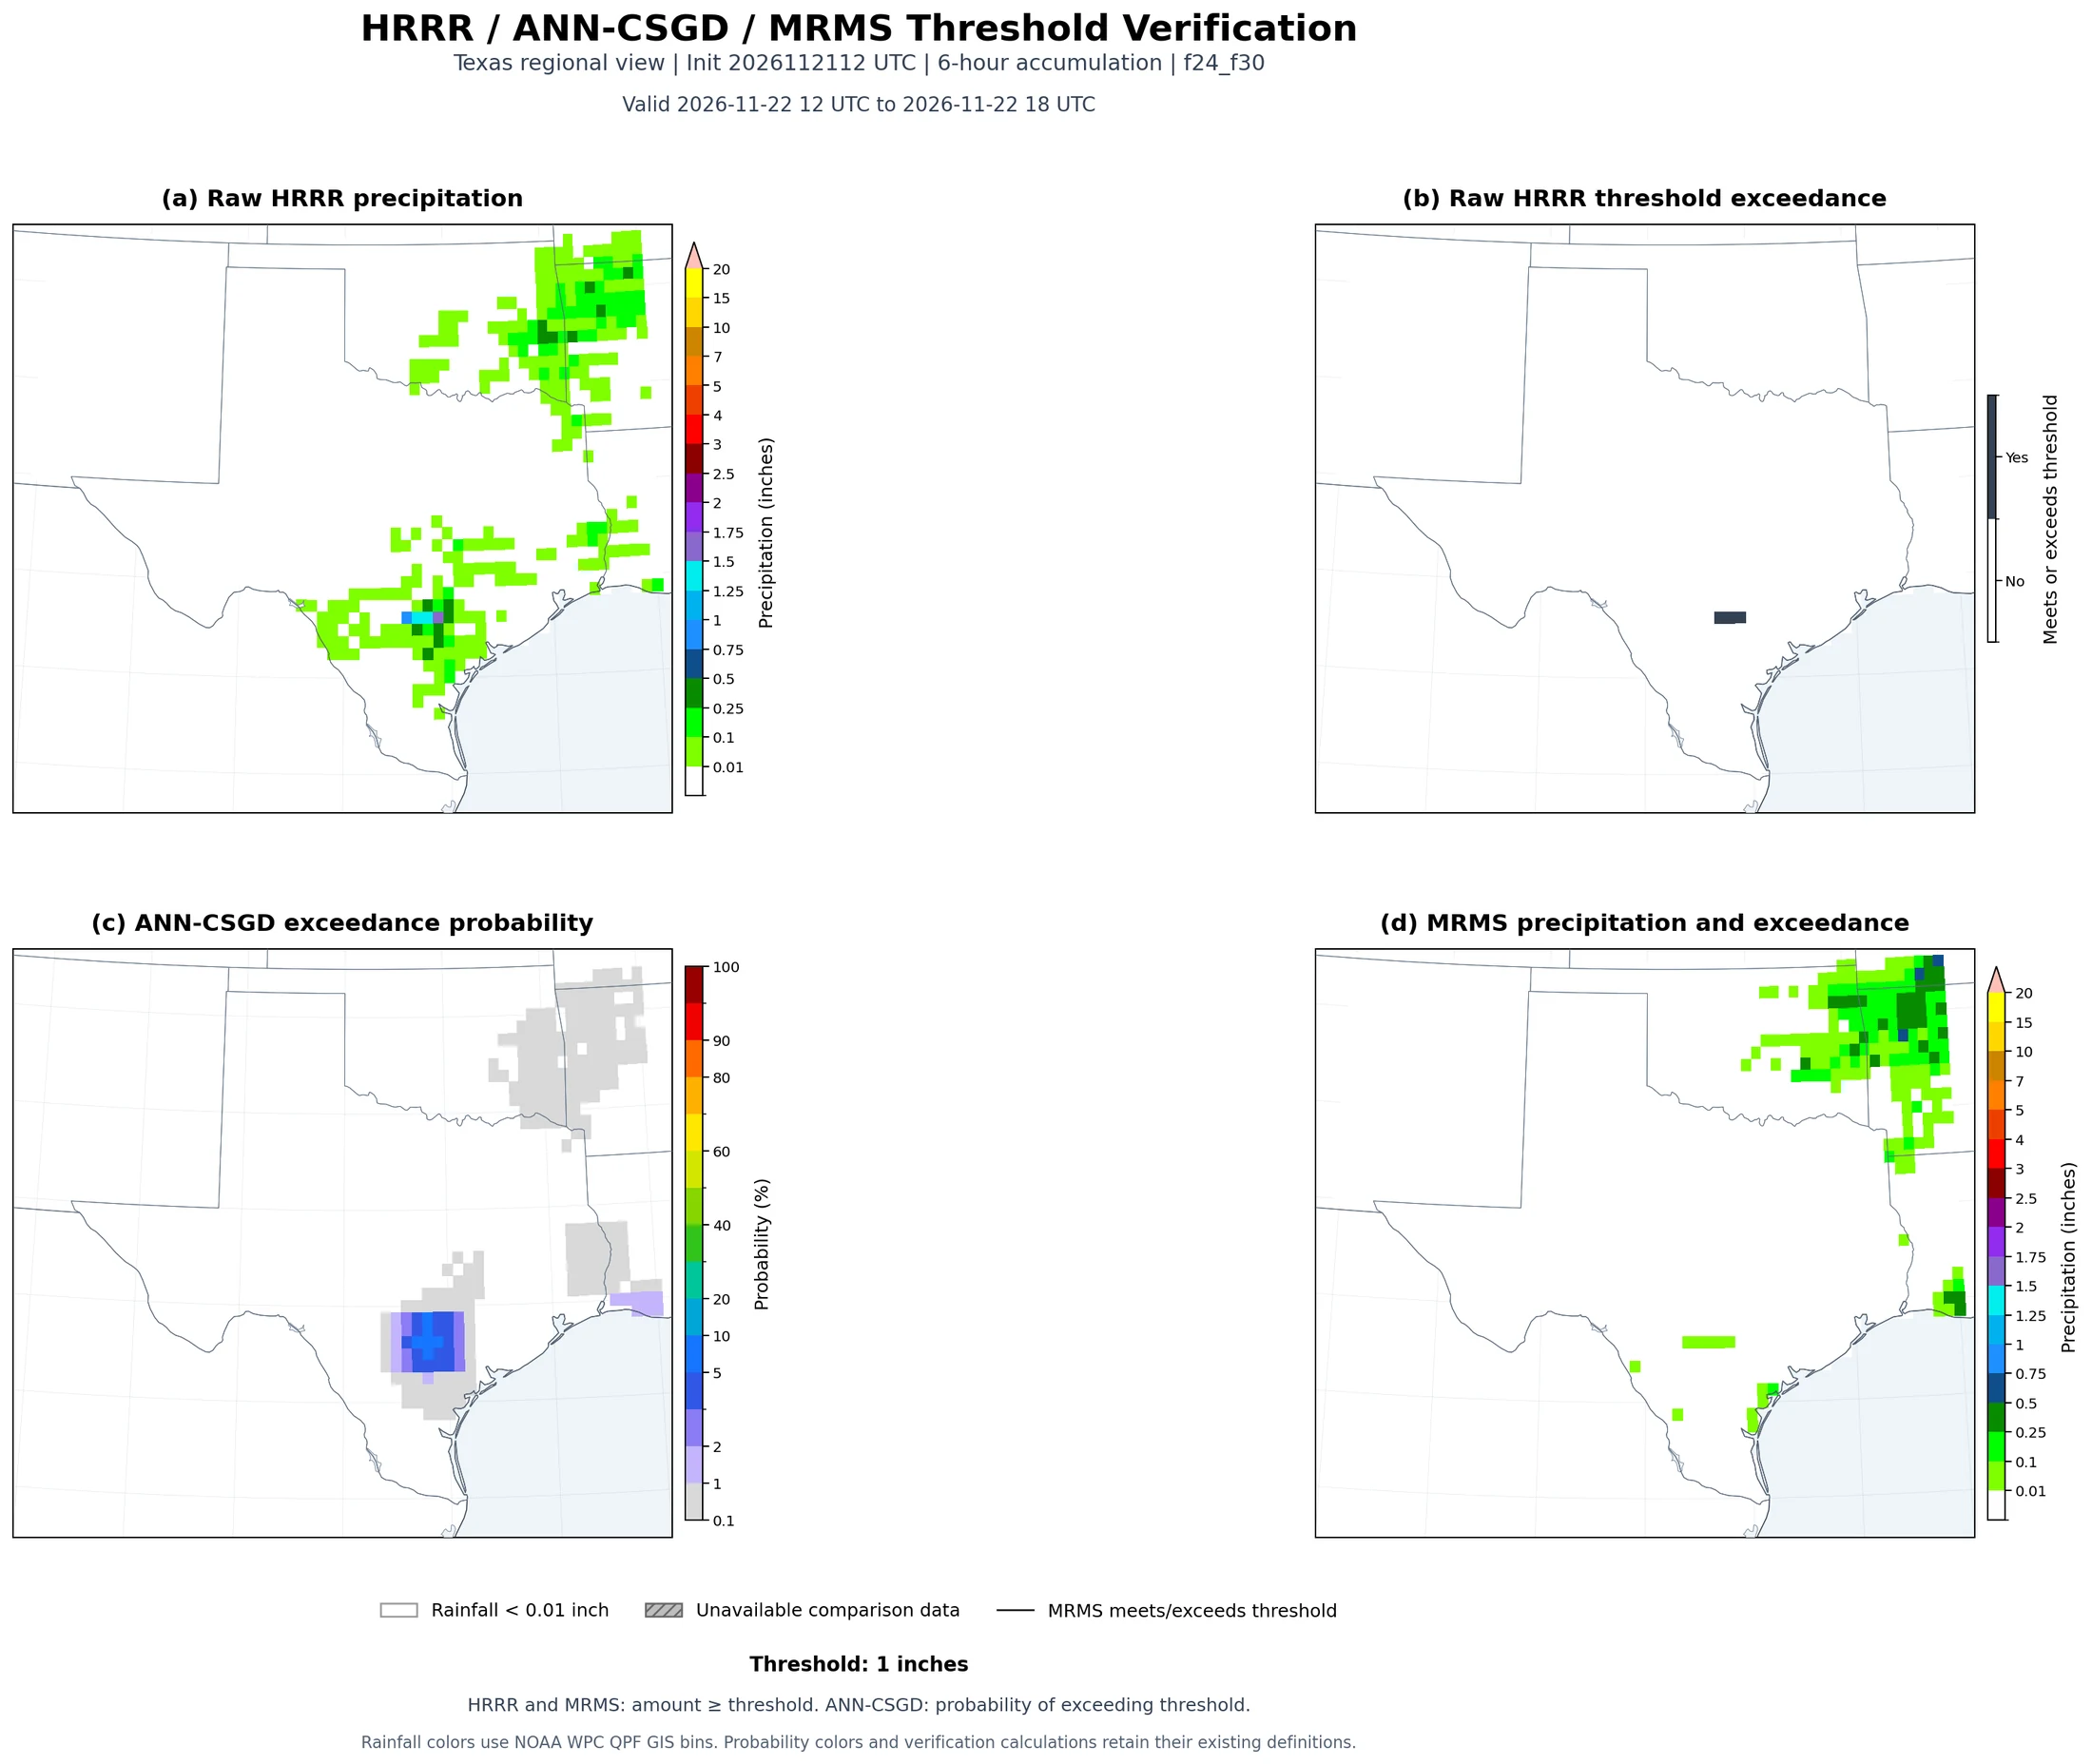 HRRR / ANN-CSGD / MRMS Threshold Verification
Texas regional view | Init 2026112112 UTC | 6-hour accumulation | f24_f30
Valid 2026-11-22 12 UTC to 2026-11-22 18 UTC
(a) Raw HRRR precipitation
20
15
10
7
5
4
3
2.5
2
1.75
1.5
1.25
1
0.75
0.5
0.25
0.1
0.01
Precipitation (inches)
(b) Raw HRRR threshold exceedance
Yes
No
Meets or exceeds threshold
(c) ANN-CSGD exceedance probability
100
90
80
60
40
20
10
5
2
1
0.1
Probability (%)
(d) MRMS precipitation and exceedance
20
15
10
7
5
4
3
2.5
2
1.75
1.5
1.25
1
0.75
0.5
0.25
0.1
0.01
Precipitation (inches)
Rainfall < 0.01 inch
Unavailable comparison data
MRMS meets/exceeds threshold
Threshold: 1 inches
HRRR and MRMS: amount ≥ threshold. ANN-CSGD: probability of exceeding threshold.
Rainfall colors use NOAA WPC QPF GIS bins. Probability colors and verification calculations retain their existing definitions.